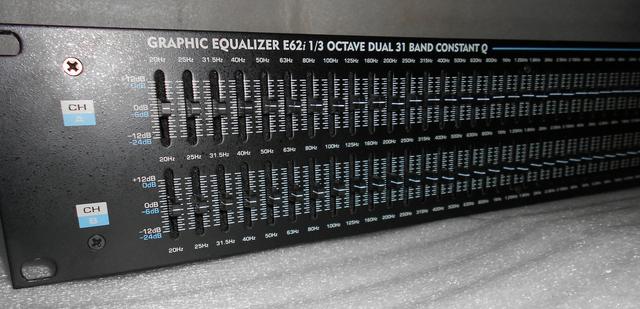 GRAPHIC EQUALIZER E62i 1/3 OCTAVE DUAL 31 BAND CONSTANT Q
20Hz 25Hz 31.5Hz 40Hz 50Hz 63Hz 80Hz 100Hz 125Hz 160Hz 200Hz 250Hz 315Hz 400Hz 500Hz 630Hz 800Hz
+12dB
0dB
CH
A
0dB
-6dB
-12dB
-24dB
20Hz 25Hz 31.5Hz 40Hz 50Hz 63Hz 80Hz 100Hz 125Hz 160Hz 200Hz 250Hz 315Hz 400Hz 500Hz 630Hz 800Hz
+12dB
0dB
CH
B
0dB
-6dB
-12dB
-24dB
20Hz 25Hz 31.5Hz 40Hz 50Hz 63Hz 80Hz 100Hz 125Hz 160Hz 200Hz 250Hz 315Hz 400Hz 500Hz 630Hz 800Hz